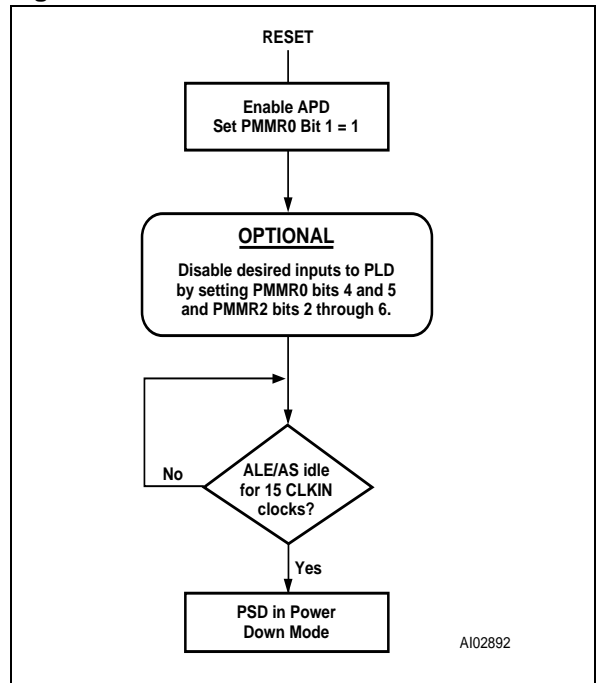 RESET
Enable APD
Set PMMR0 Bit 1 = 1
OPTIONAL
Disable desired inputs to PLD
by setting PMMR0 bits 4 and 5
and PMMR2 bits 2 through 6.
No
ALE/AS idle
for 15 CLKIN
clocks?
Yes
PSD in Power
Down Mode
AI02892